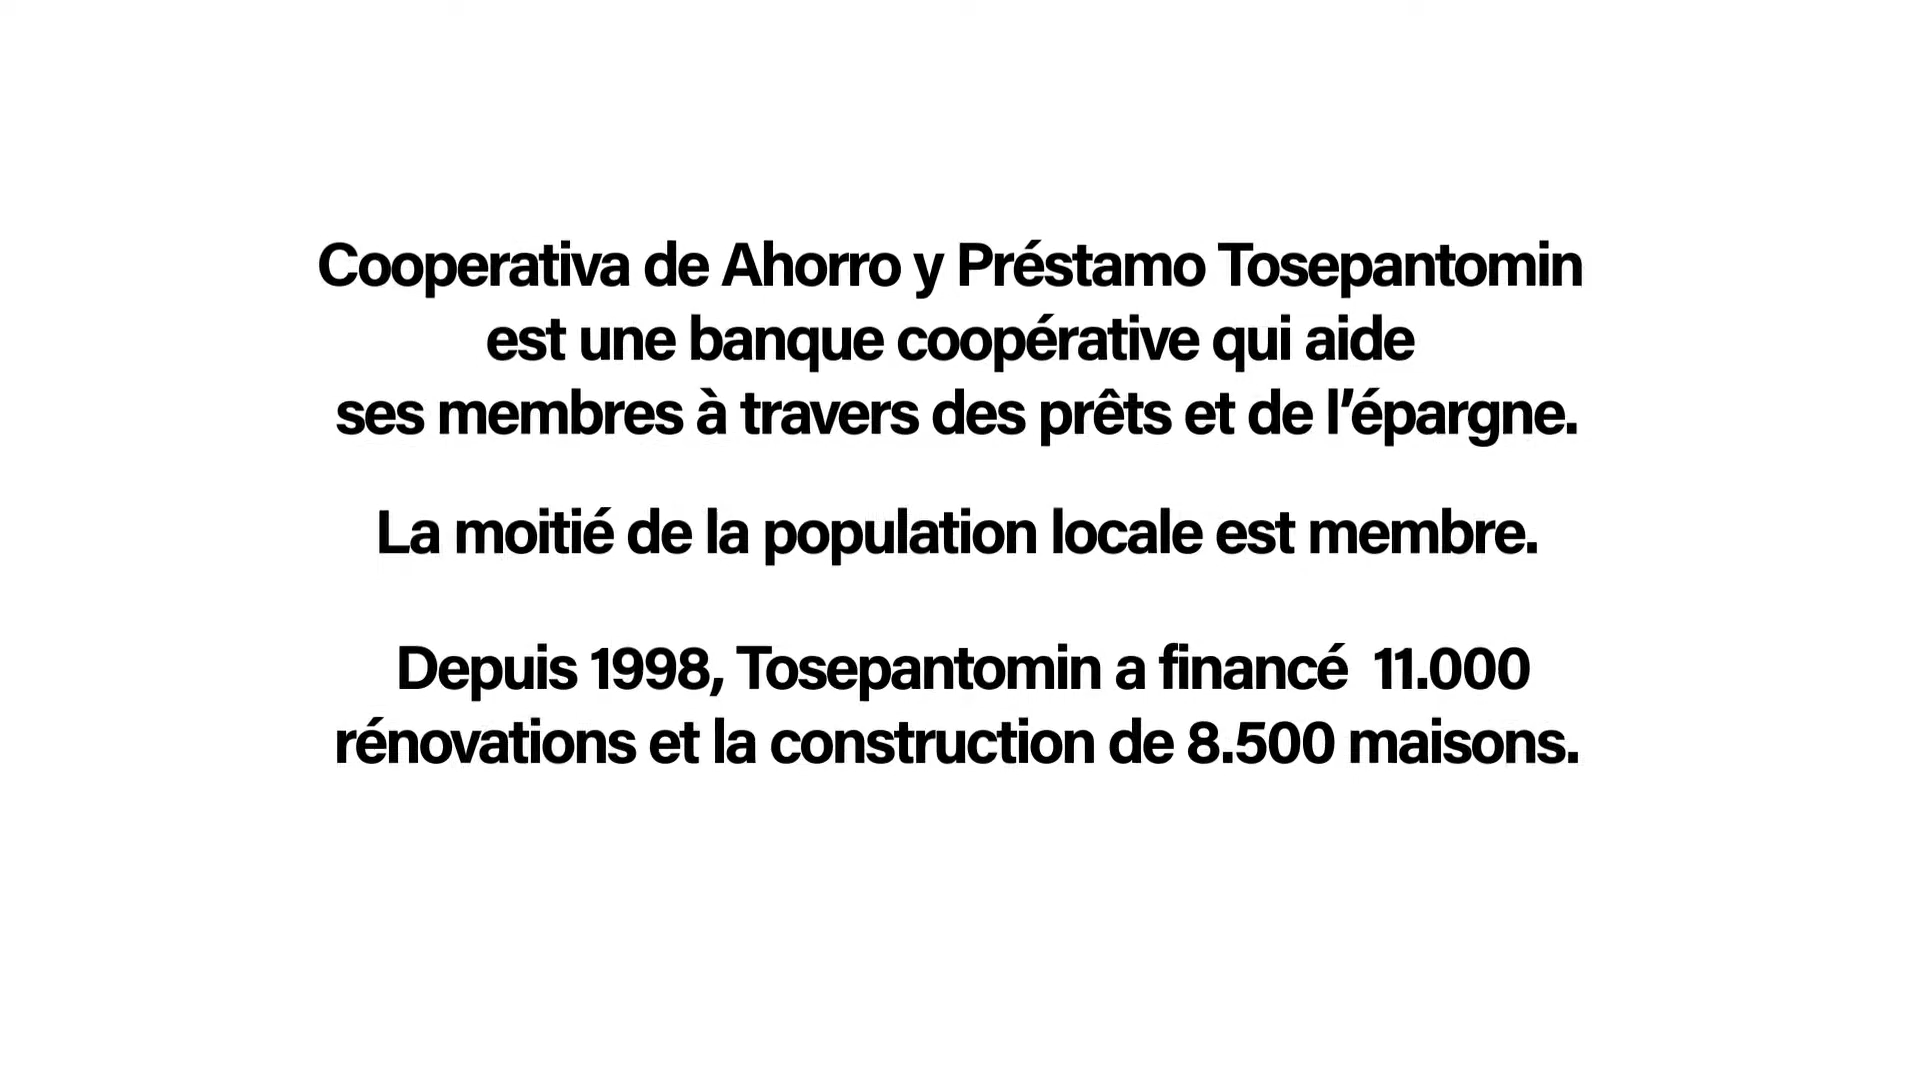 Cooperativa de Ahorro y Préstamo Tosepantomin
est une banque coopérative qui aide
ses membres à travers des prêts et de l’épargne.
La moitié de la population locale est membre.
Depuis 1998, Tosepantomin a financé  11.000
rénovations et la construction de 8.500 maisons.